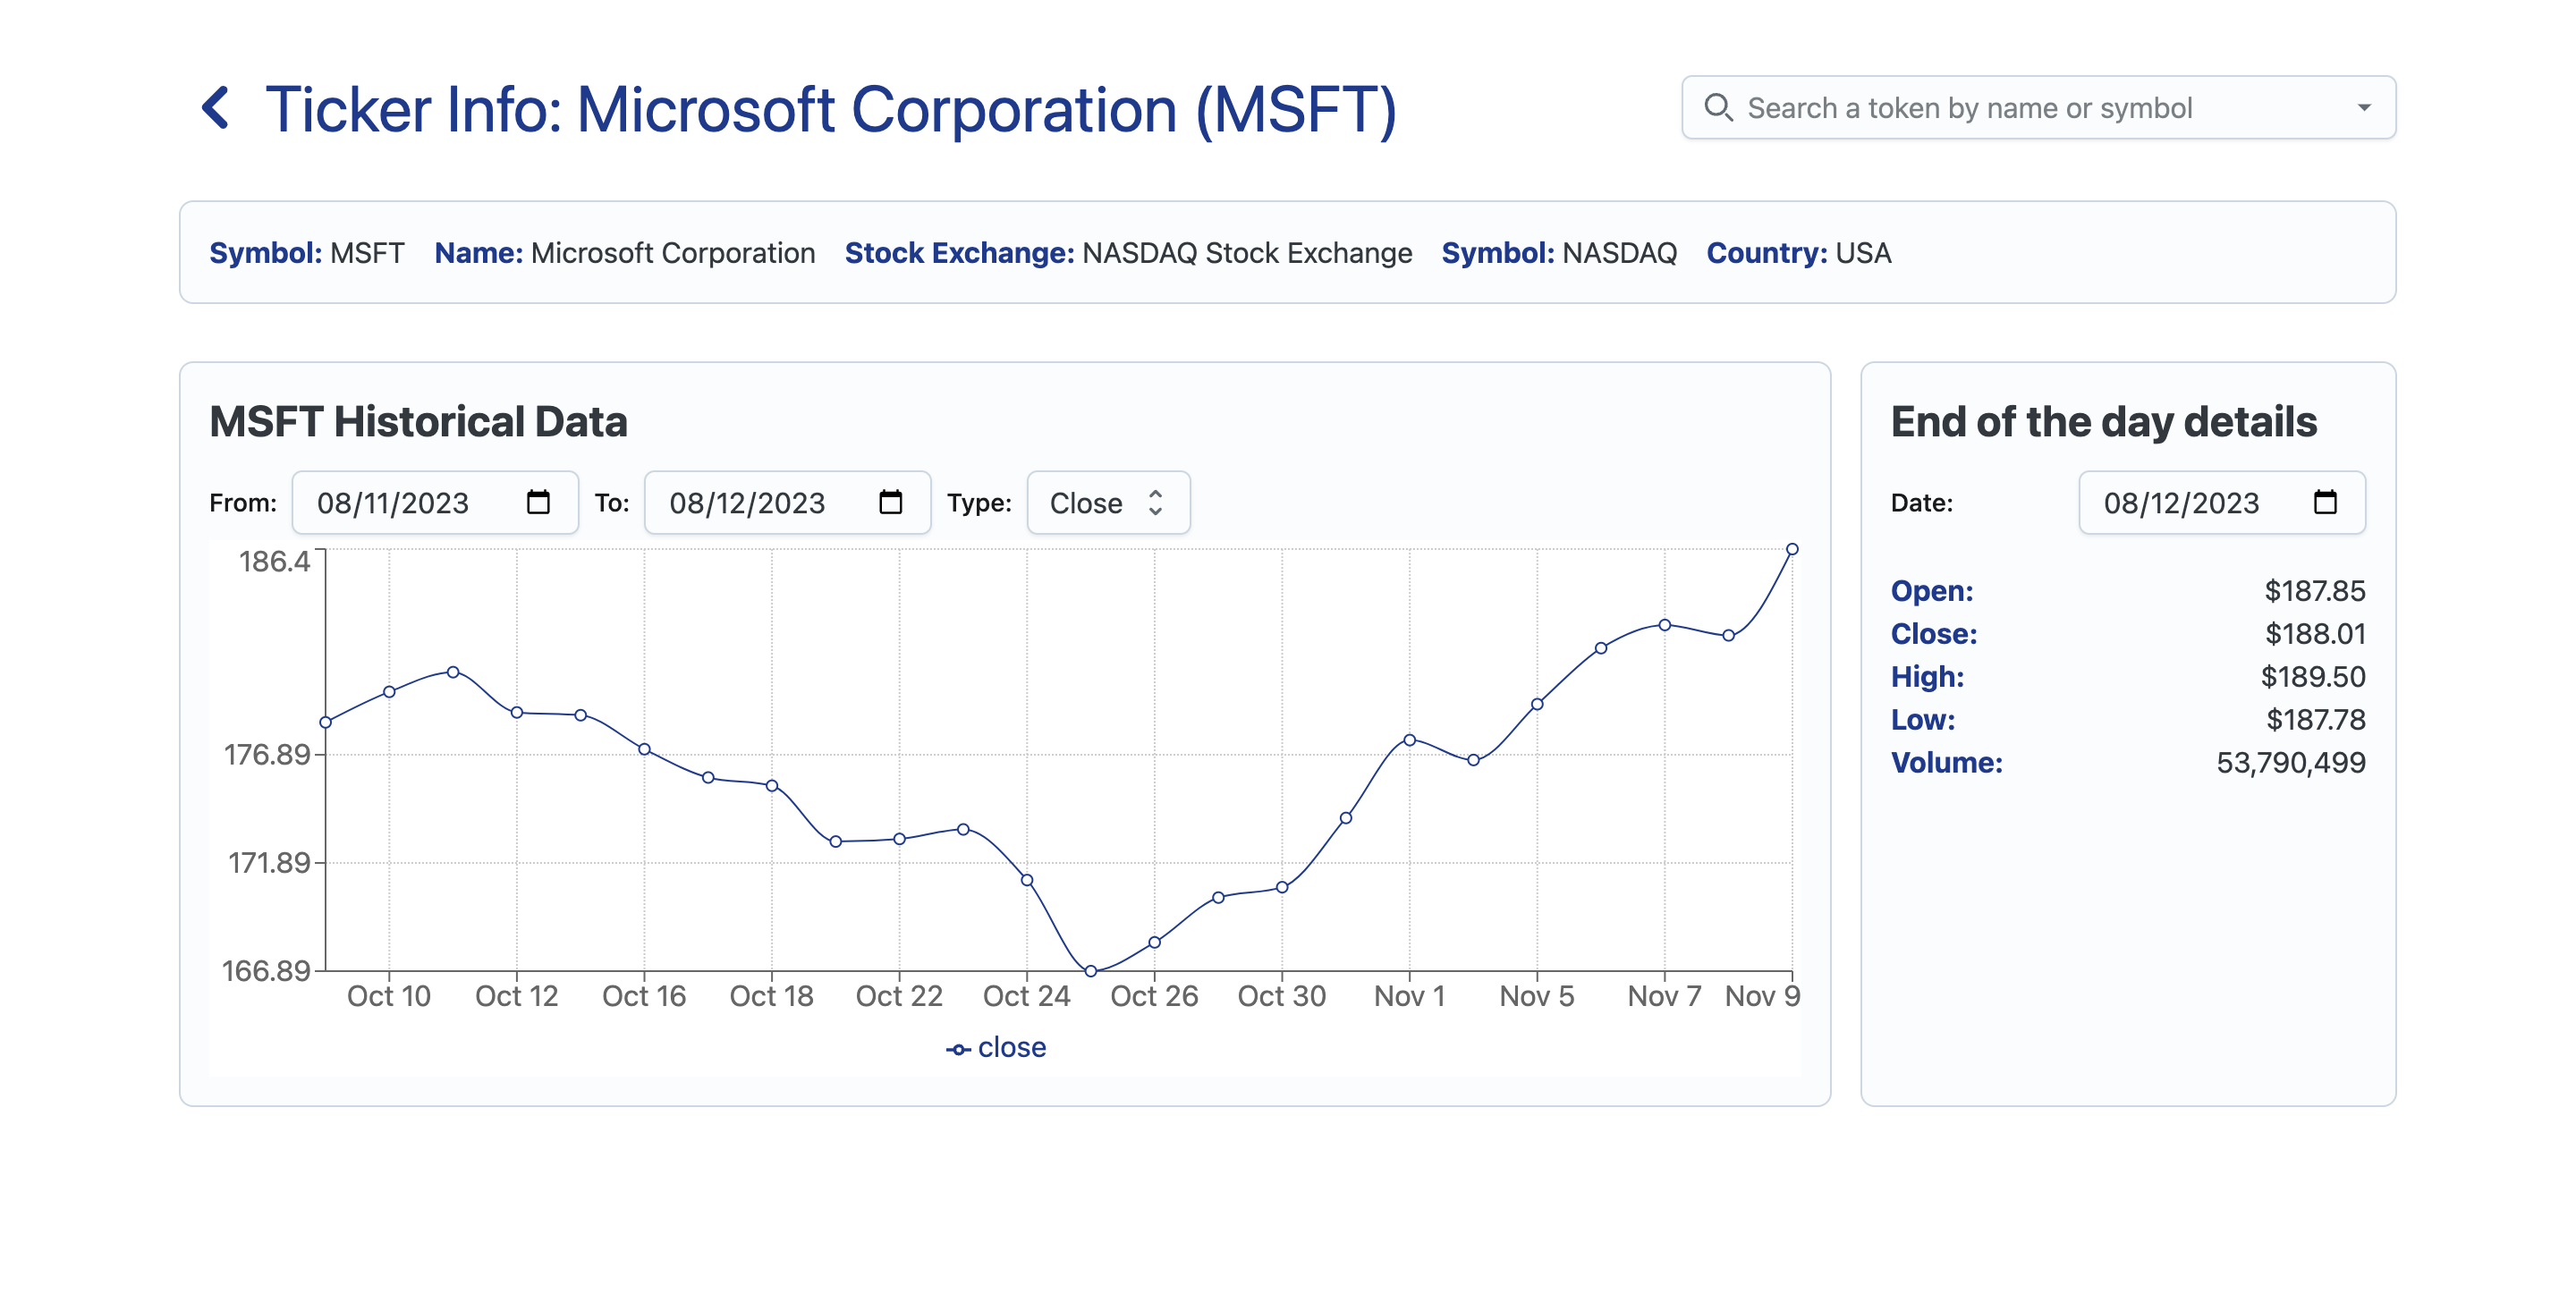 Ticker Info: Microsoft Corporation (MSFT)
Search a token by name or symbol
Symbol: MSFT Name: Microsoft Corporation Stock Exchange: NASDAQ Stock Exchange Symbol: NASDAQ Country: USA
MSFT Historical Data
From: 08/11/2023 To: 08/12/2023 Type: Close
186.4
176.89
171.89
166.89
Oct 10 Oct 12 Oct 16 Oct 18 Oct 22 Oct 24 Oct 26 Oct 30 Nov 1 Nov 5 Nov 7 Nov 9
close
End of the day details
Date: 08/12/2023
Open: $187.85
Close: $188.01
High: $189.50
Low: $187.78
Volume: 53,790,499